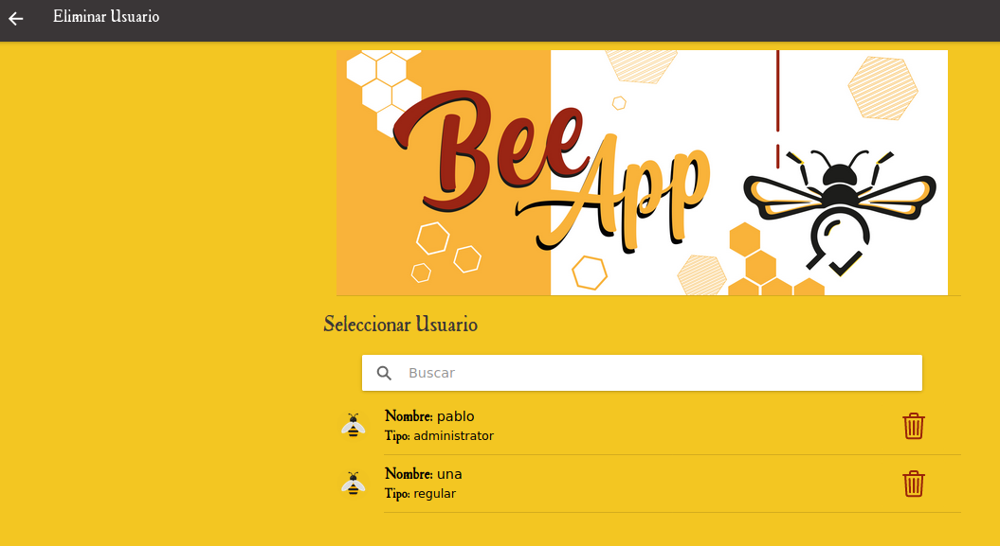 Eliminar Usuario
Bee
App
Seleccionar Usuario
Buscar
Nombre: pablo
Tipo: administrator
Nombre: una
Tipo: regular